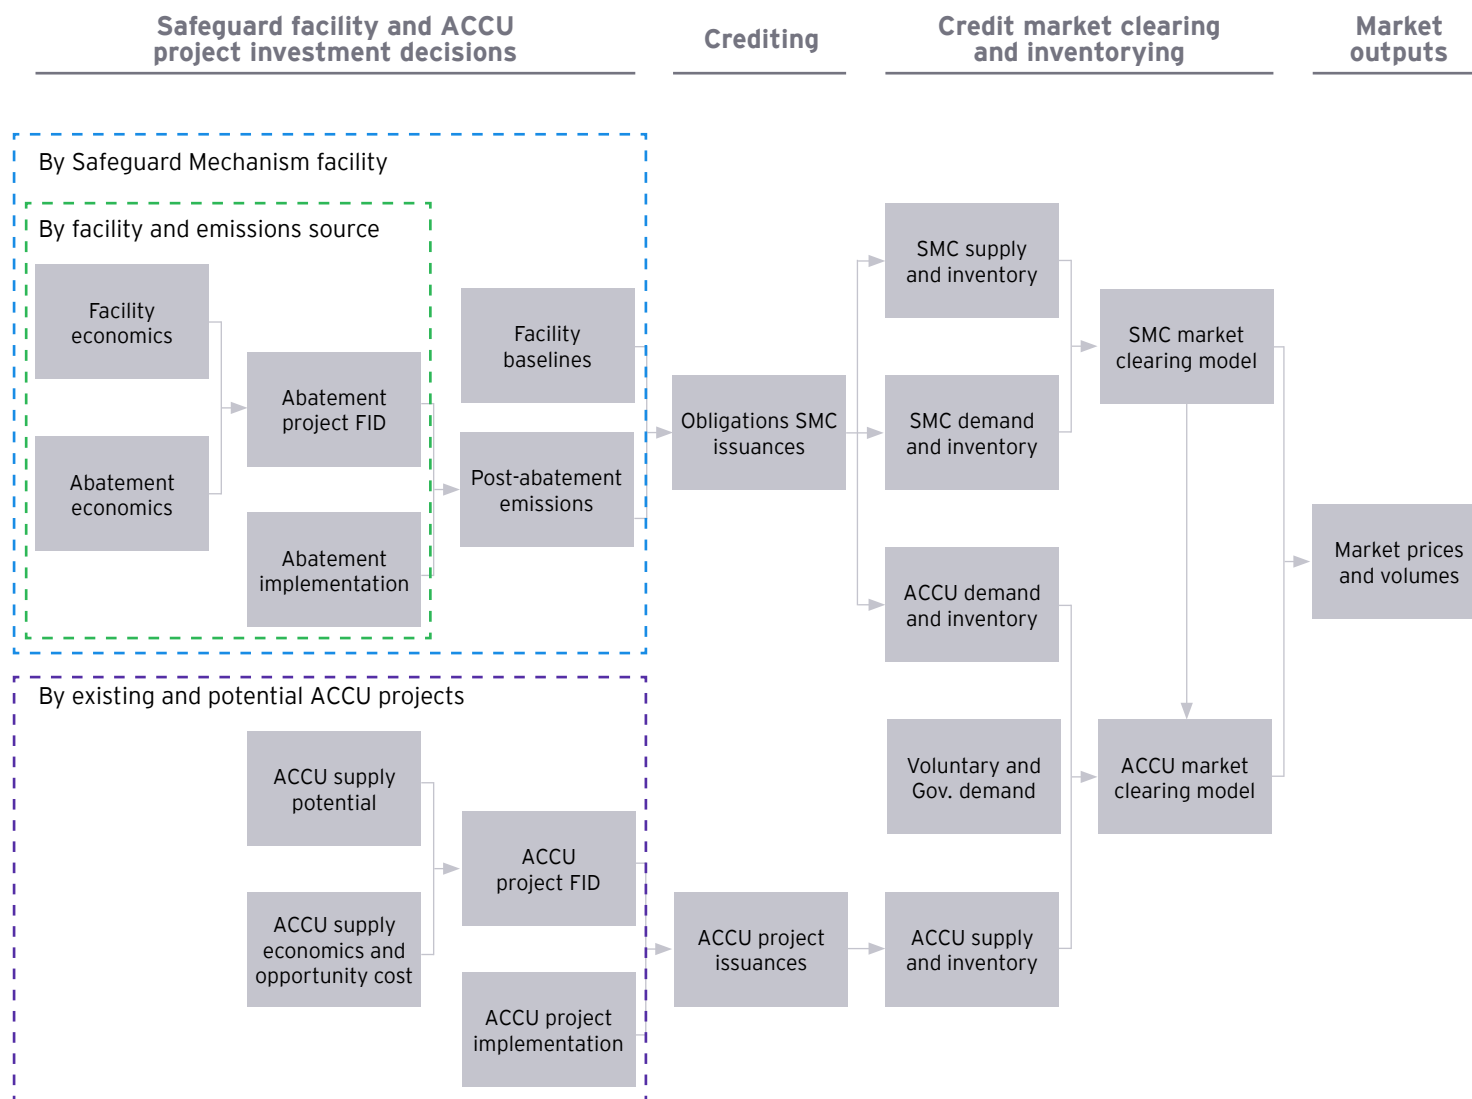 Safeguard facility and ACCU
project investment decisions
Crediting
Credit market clearing
and inventorying
Market
outputs
By Safeguard Mechanism facility
By facility and emissions source
Facility
economics
Abatement
economics
Abatement
project FID
Abatement
implementation
Facility
baselines
Post-abatement
emissions
Obligations SMC
issuances
SMC supply
and inventory
SMC demand
and inventory
ACCU demand
and inventory
SMC market
clearing model
Market prices
and volumes
By existing and potential ACCU projects
ACCU supply
potential
ACCU supply
economics and
opportunity cost
ACCU
project FID
ACCU project
implementation
ACCU project
issuances
Voluntary and
Gov. demand
ACCU supply
and inventory
ACCU market
clearing model